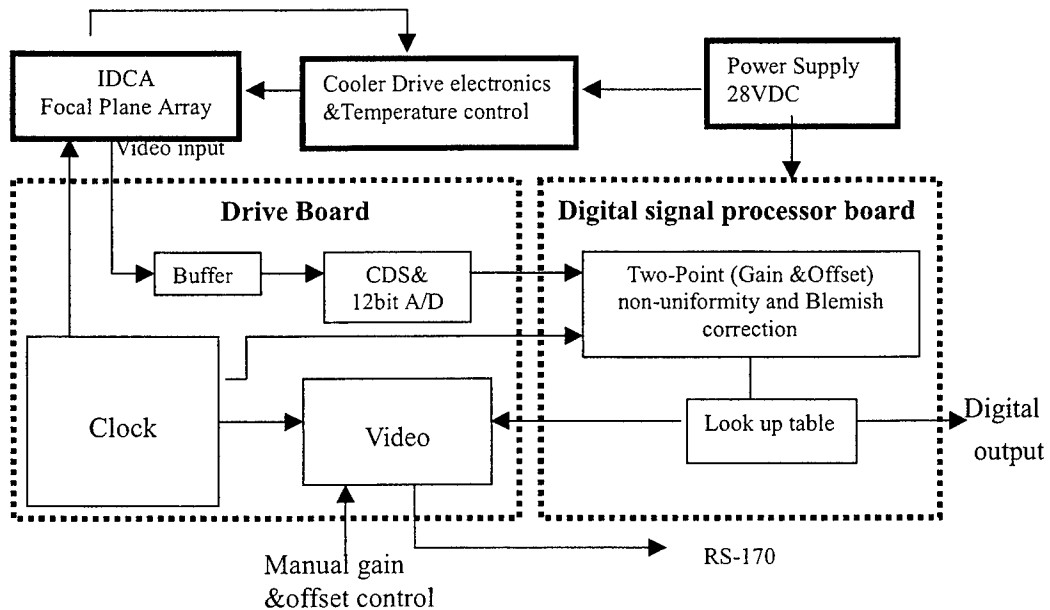 IDCA
Focal Plane Array
Cooler Drive electronics
&Temperature control
Power Supply
28VDC
Video input
Drive Board
Digital signal processor board
Buffer
CDS&
12bit A/D
Two-Point (Gain &Offset)
non-uniformity and Blemish
correction
Clock
Video
Look up table
Digital
output
Manual gain
&offset control
RS-170